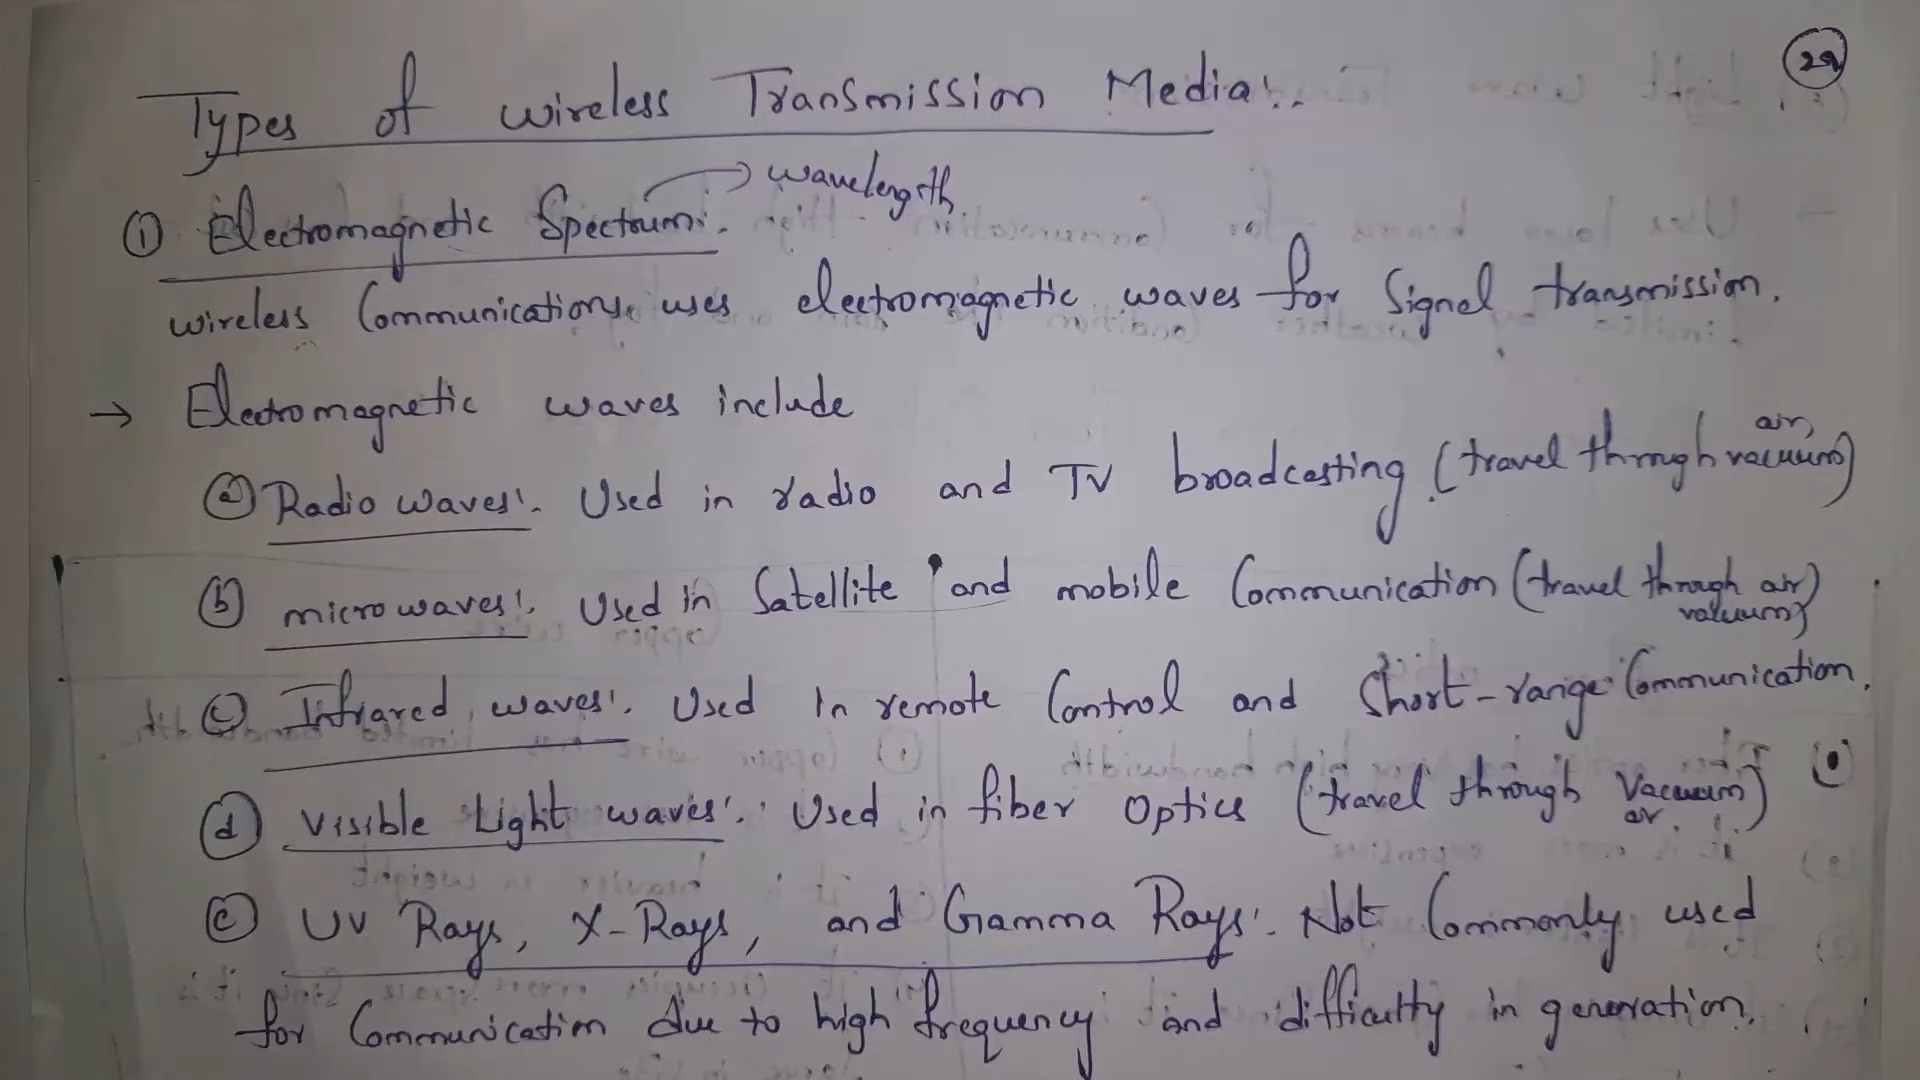 29
Types of wireless Transmission Media:.
→ wavelength
① Electromagnetic Spectrum:.
wireless Communications uses electromagnetic waves for Signal transmission.
→ Electromagnetic waves include
ⓐ Radio waves:. Used in radio and TV broadcasting (travel through air, vacuum)
ⓑ microwaves:. Used in Satellite and mobile Communication (travel through air, vacuum)
ⓒ Infrared waves:. Used In remote Control and Short-range Communication.
ⓓ Visible Light waves:. Used in fiber Optics (travel through Vacuum, air)
ⓔ UV Rays, X-Rays, and Gamma Rays:. Not Commonly used
for Communication due to high frequency and difficulty in generation.